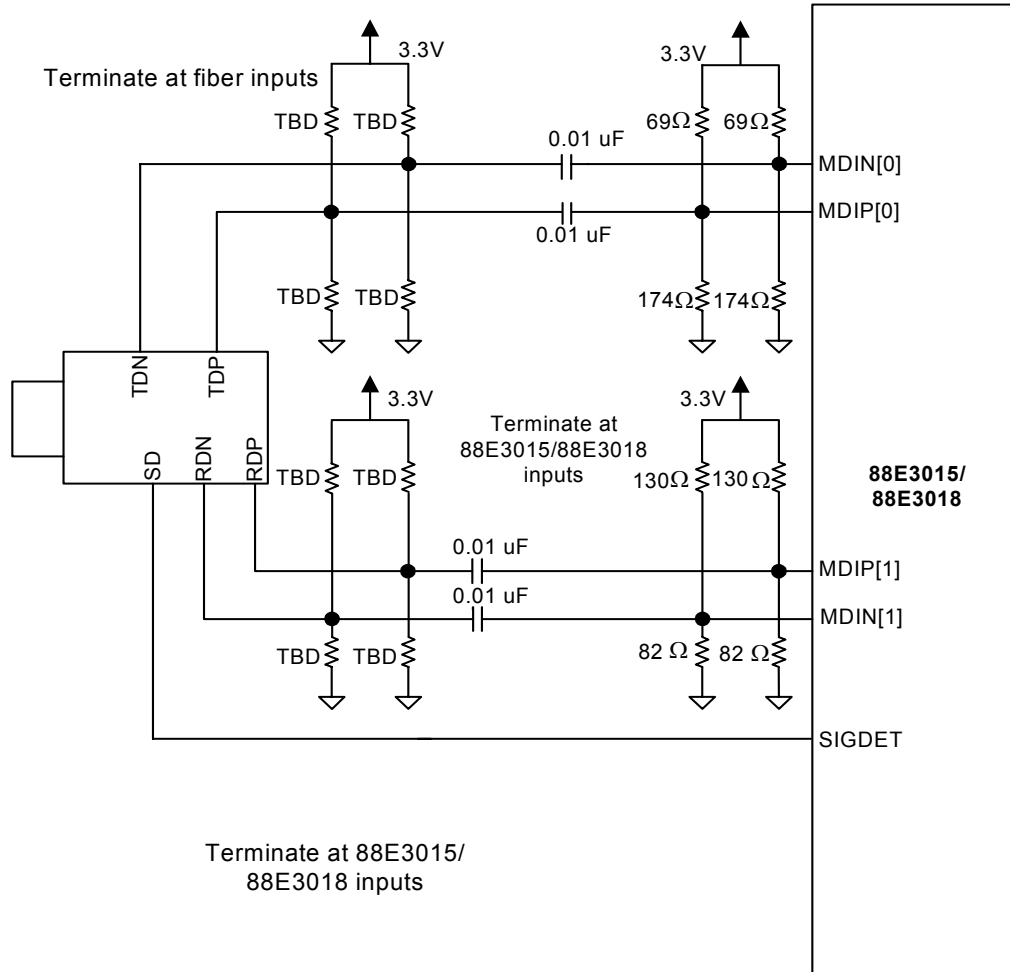 3.3V
3.3V
Terminate at fiber inputs
TBD
TBD
69Ω
69Ω
0.01 uF
MDIN[0]
MDIP[0]
0.01 uF
TBD
TBD
174Ω
174Ω
TDN
TDP
SD
RDN
RDP
3.3V
3.3V
Terminate at
88E3015/88E3018
inputs
TBD
TBD
130Ω
130 Ω
88E3015/
88E3018
0.01 uF
MDIP[1]
0.01 uF
MDIN[1]
TBD
TBD
82 Ω
82 Ω
SIGDET
Terminate at 88E3015/
88E3018 inputs